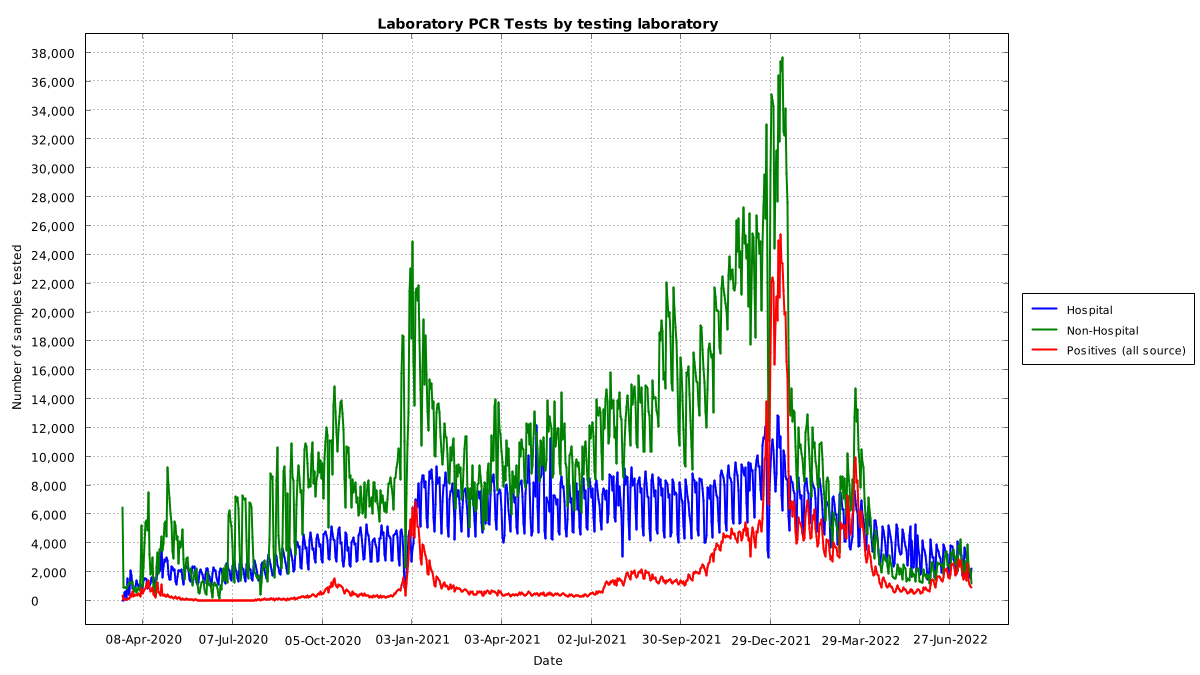 Laboratory PCR Tests by testing laboratory
38,000
36,000
34,000
32,000
30,000
28,000
26,000
24,000
22,000
20,000
18,000
16,000
14,000
12,000
10,000
8,000
6,000
4,000
2,000
0
Number of samples tested
08-Apr-2020 07-Jul-2020 05-Oct-2020 03-Jan-2021 03-Apr-2021 02-Jul-2021 30-Sep-2021 29-Dec-2021 29-Mar-2022 27-Jun-2022
Date
Hospital
Non-Hospital
Positives (all source)